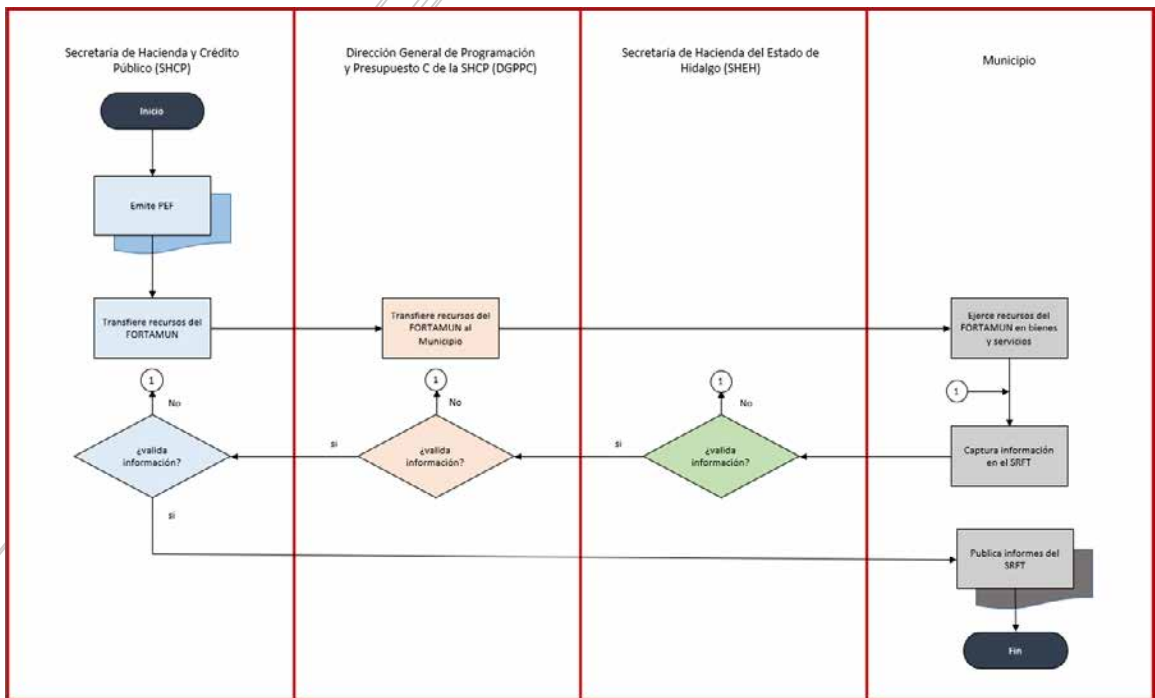 Secretaría de Hacienda y Crédito
Público (SHCP)
Dirección General de Programación
y Presupuesto C de la SHCP (DGPPC)
Secretaría de Hacienda del Estado de
Hidalgo (SHEH)
Municipio
Inicio
Emite PEF
Transfiere recursos del
FORTAMUN
Transfiere recursos del
FORTAMUN al
Municipio
Ejerce recursos del
FORTAMUN en bienes
y servicios
1
No
1
No
1
No
1
¿valida
información?
si
¿valida
información?
si
¿valida
información?
Captura información
en el SRFT
si
Publica informes del
SRFT
Fin